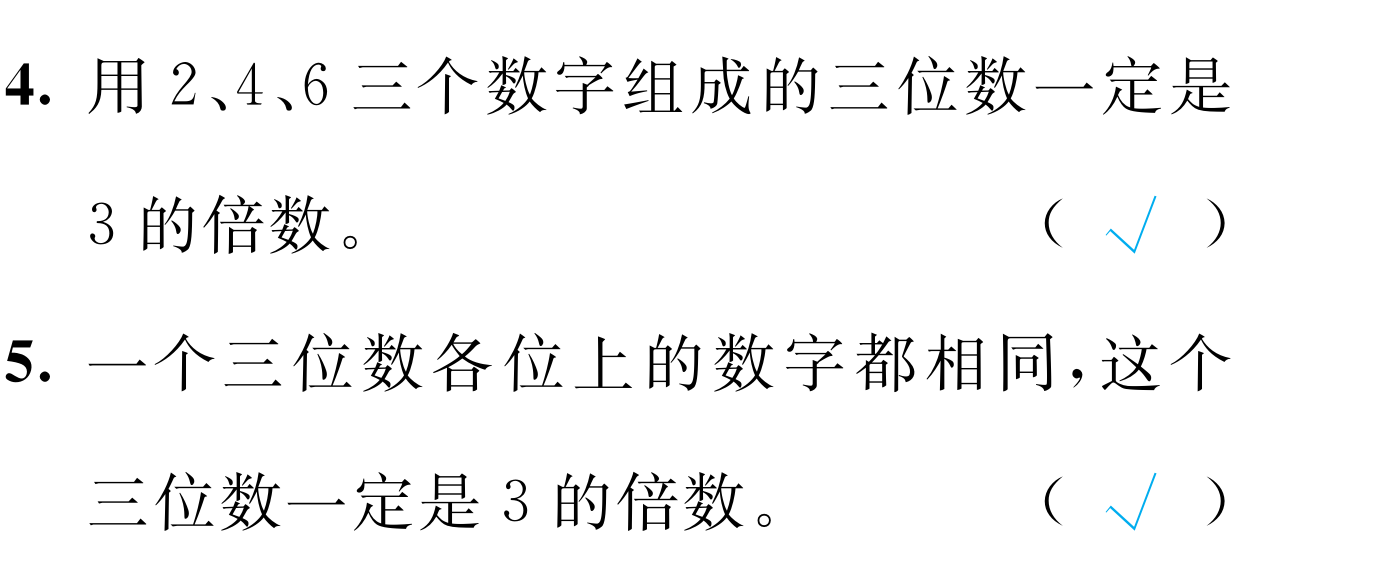 4. 用 2、4、6 三个数字组成的三位数一定是
3 的倍数。 ( √ )
5. 一个三位数各位上的数字都相同,这个
三位数一定是 3 的倍数。 ( √ )